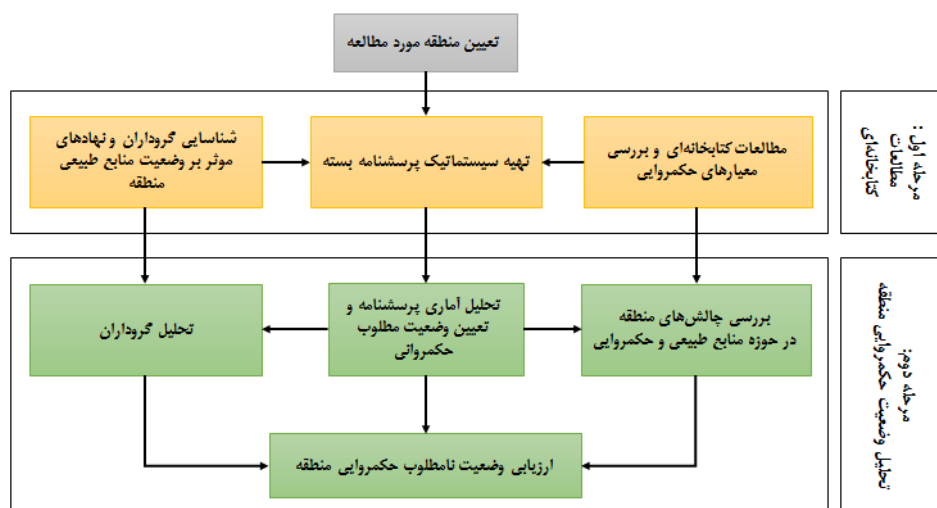 تعیین منطقه مورد مطالعه
مرحله اول :
مطالعات
کتابخانه‌ای
مطالعات کتابخانه‌ای و بررسی
معیارهای حکمروایی
تهیه سیستماتیک پرسشنامه بسته
شناسایی گروداران و نهادهای
موثر بر وضعیت منابع طبیعی
منطقه
مرحله دوم:
تحلیل وضعیت حکمروایی منطقه
بررسی چالش‌های منطقه
در حوزه منابع طبیعی و حکمروایی
تحلیل آماری پرسشنامه و
تعیین وضعیت مطلوب
حکمروانی
تحلیل گروداران
ارزیابی وضعیت نامطلوب حکمروایی منطقه